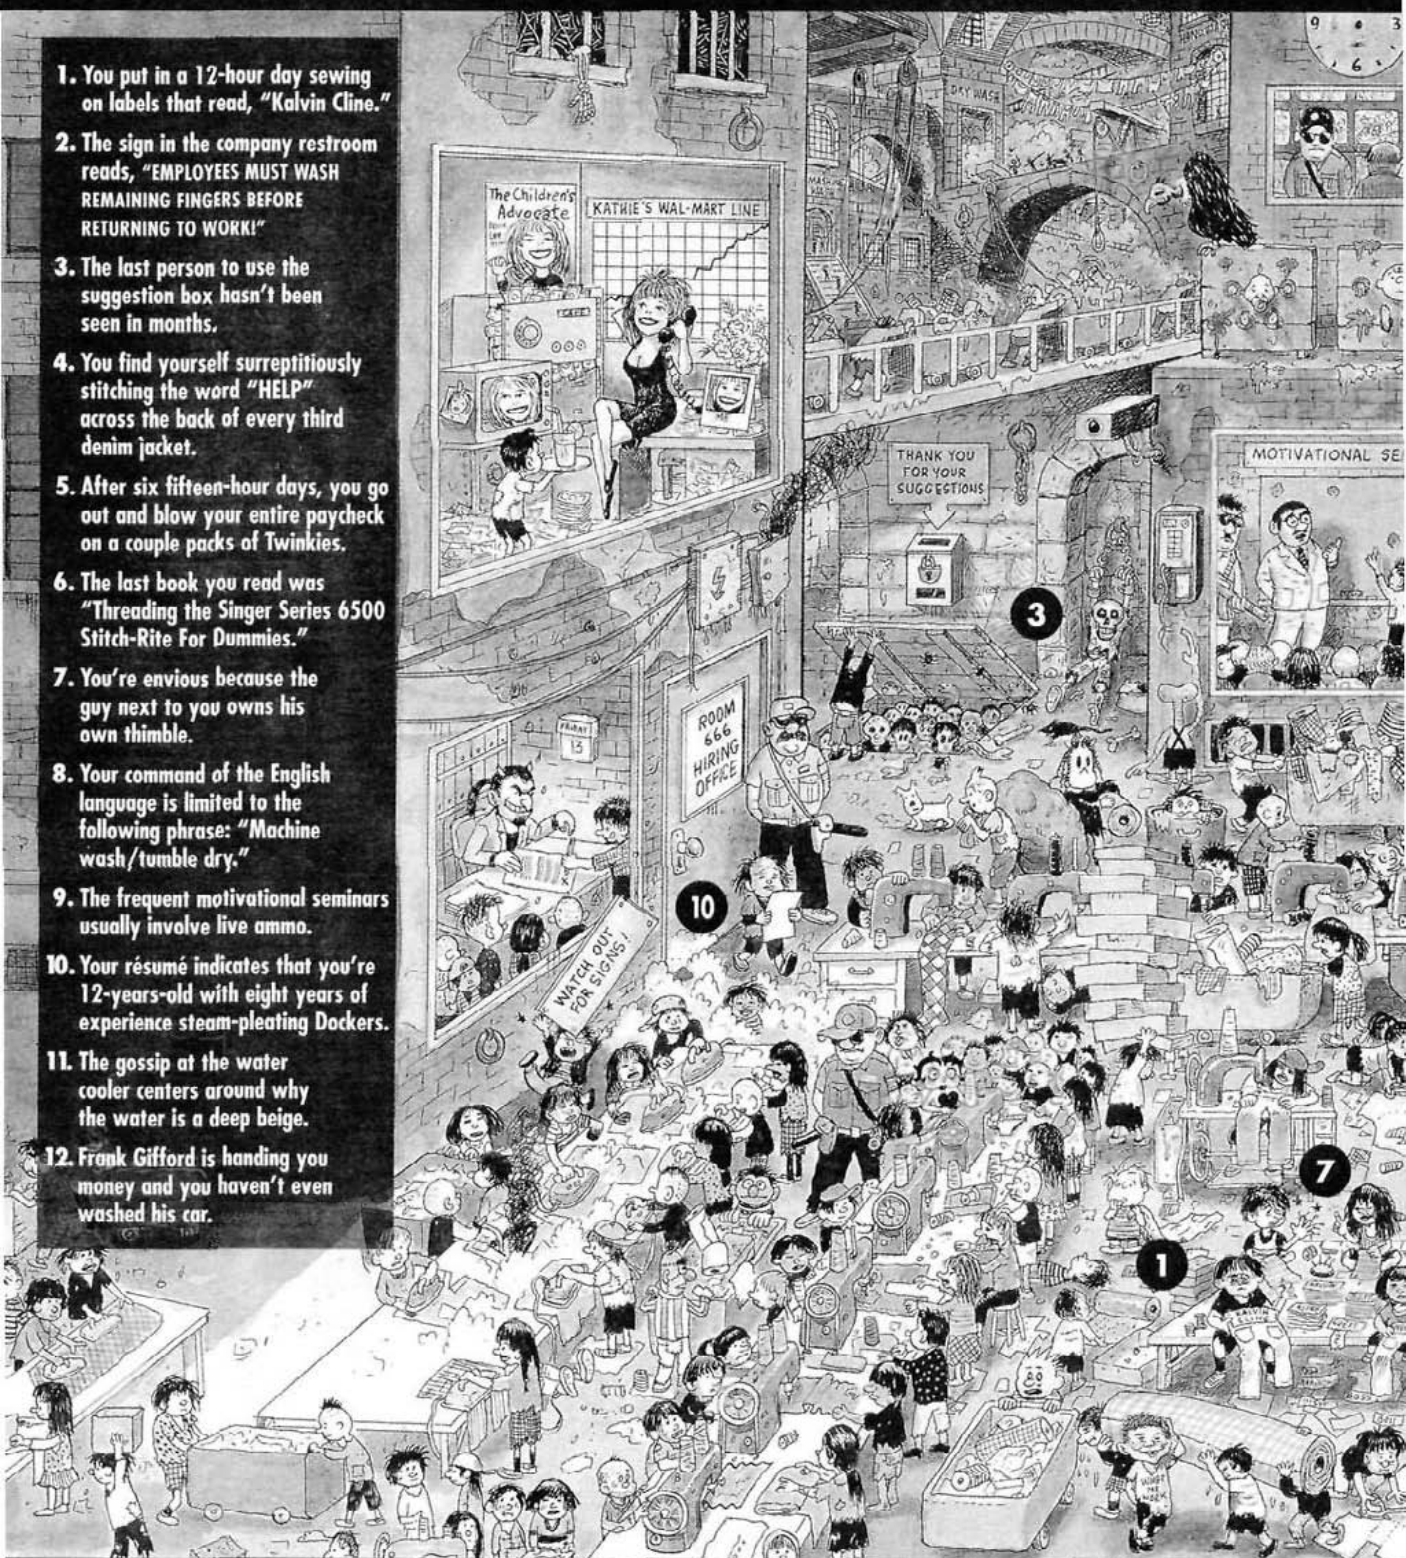 1. You put in a 12-hour day sewing
on labels that read, “Kalvin Cline.”
2. The sign in the company restroom
reads, “EMPLOYEES MUST WASH
REMAINING FINGERS BEFORE
RETURNING TO WORK!”
3. The last person to use the
suggestion box hasn’t been
seen in months.
4. You find yourself surreptitiously
stitching the word “HELP”
across the back of every third
denim jacket.
5. After six fifteen-hour days, you go
out and blow your entire paycheck
on a couple packs of Twinkies.
6. The last book you read was
“Threading the Singer Series 6500
Stitch-Rite For Dummies.”
7. You’re envious because the
guy next to you owns his
own thimble.
8. Your command of the English
language is limited to the
following phrase: “Machine
wash/tumble dry.”
9. The frequent motivational seminars
usually involve live ammo.
10. Your résumé indicates that you’re
12-years-old with eight years of
experience steam-pleating Dockers.
11. The gossip at the water
cooler centers around why
the water is a deep beige.
12. Frank Gifford is handing you
money and you haven’t even
washed his car.
The Children's
Advocate
KATHIE'S WAL-MART LINE
DRY WASH
9 3
6
THANK YOU
FOR YOUR
SUGGESTIONS
MOTIVATIONAL SE
3
ROOM
666
HIRING
OFFICE
FRIDAY
13
10
WATCH OUT
FOR SIGNS!
7
1